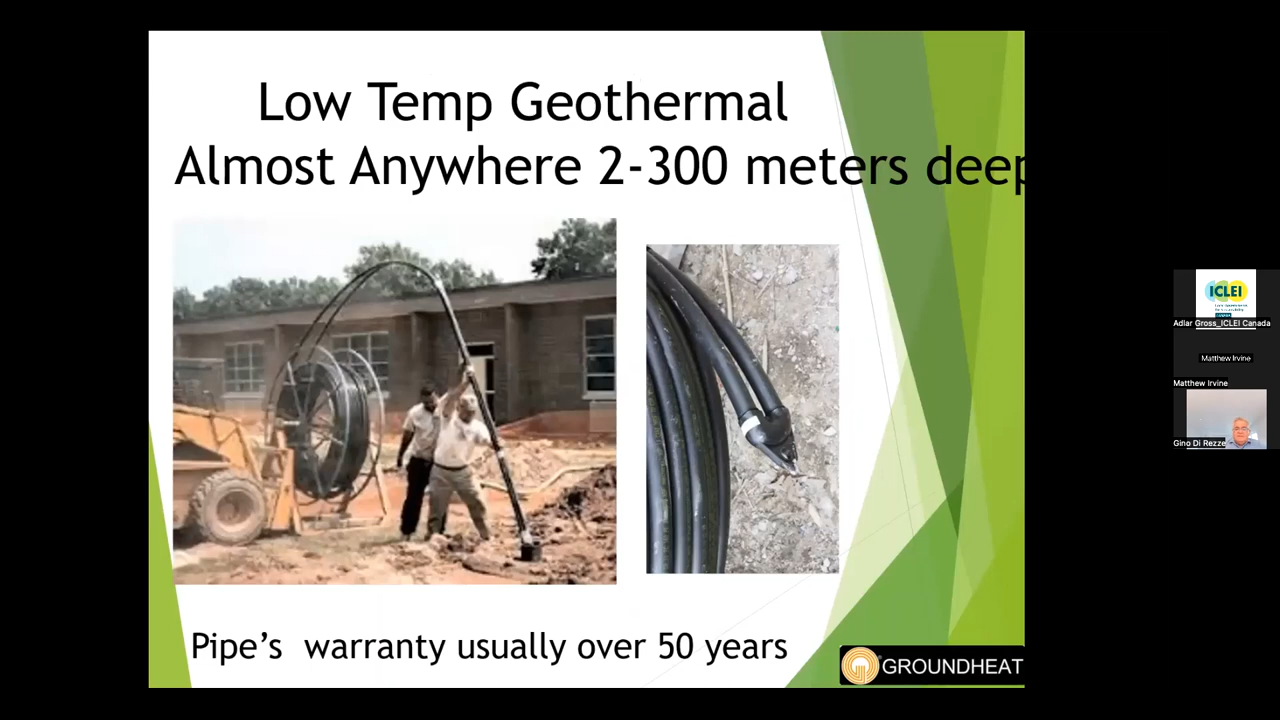 Low Temp Geothermal
Almost Anywhere 2-300 meters deep
Pipe's  warranty usually over 50 years
GROUNDHEAT
ICLEI
Adlar Gross_ICLEI Canada
Matthew Irvine
Matthew Irvine
Gino Di Rezze